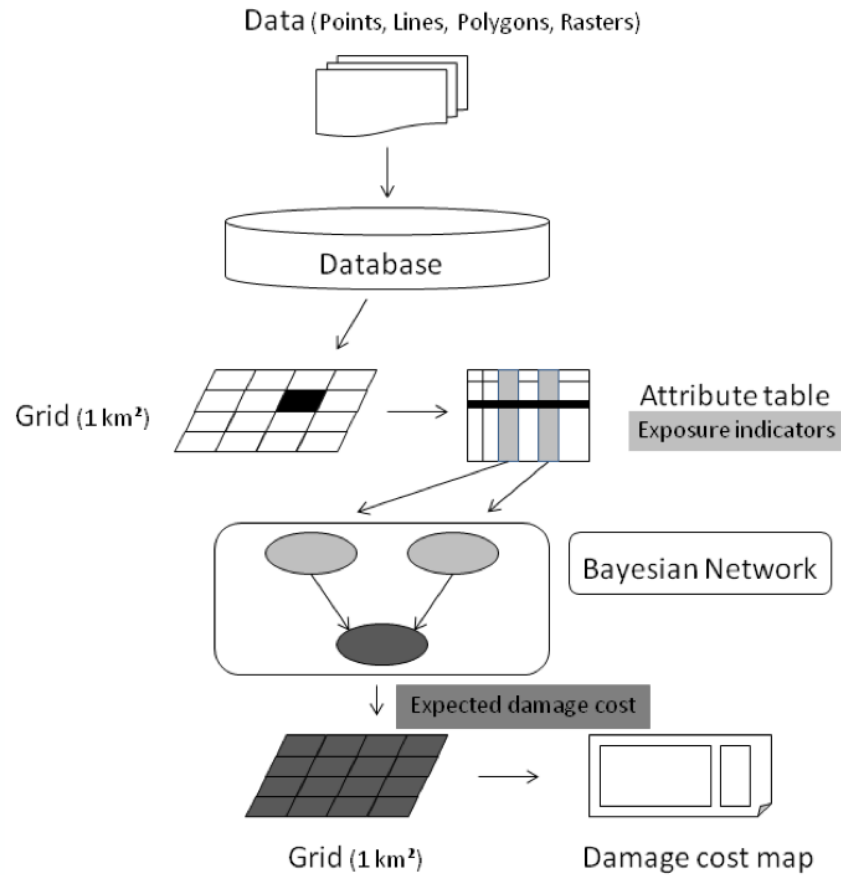 Data (Points, Lines, Polygons, Rasters)
Database
Grid (1 km²)
Attribute table
Exposure indicators
Bayesian Network
Expected damage cost
Grid (1 km²)
Damage cost map